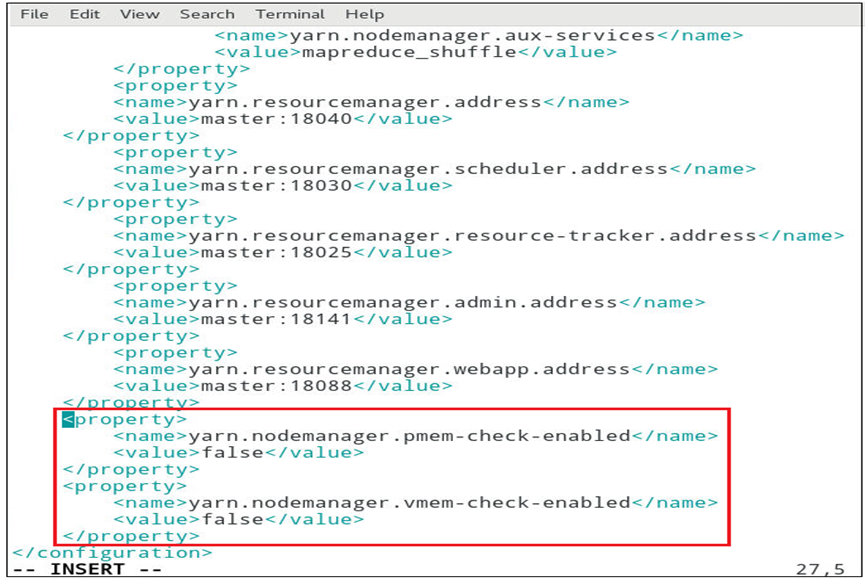 File Edit View Search Terminal Help
<name>yarn.nodemanager.aux-services</name>
<value>mapreduce_shuffle</value>
</property>
<property>
<name>yarn.resourcemanager.address</name>
<value>master:18040</value>
</property>
<property>
<name>yarn.resourcemanager.scheduler.address</name>
<value>master:18030</value>
</property>
<property>
<name>yarn.resourcemanager.resource-tracker.address</name>
<value>master:18025</value>
</property>
<property>
<name>yarn.resourcemanager.admin.address</name>
<value>master:18141</value>
</property>
<property>
<name>yarn.resourcemanager.webapp.address</name>
<value>master:18088</value>
</property>
<property>
<name>yarn.nodemanager.pmem-check-enabled</name>
<value>false</value>
</property>
<property>
<name>yarn.nodemanager.vmem-check-enabled</name>
<value>false</value>
</property>
</configuration>
-- INSERT -- 27,5